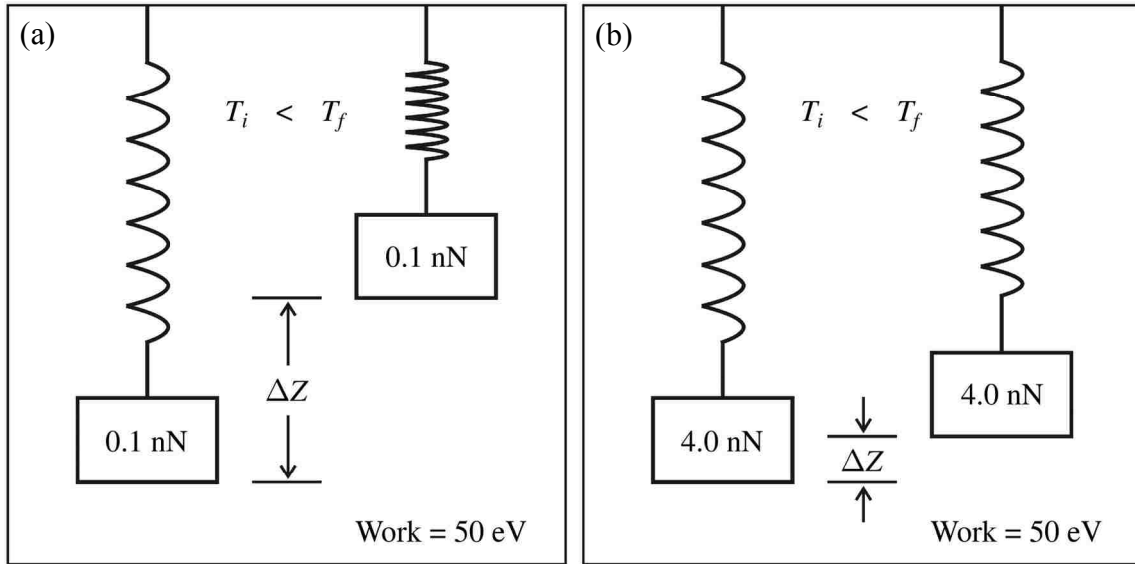 (a)
T_i < T_f
0.1 nN
ΔZ
0.1 nN
Work = 50 eV
(b)
T_i < T_f
4.0 nN
4.0 nN
ΔZ
Work = 50 eV